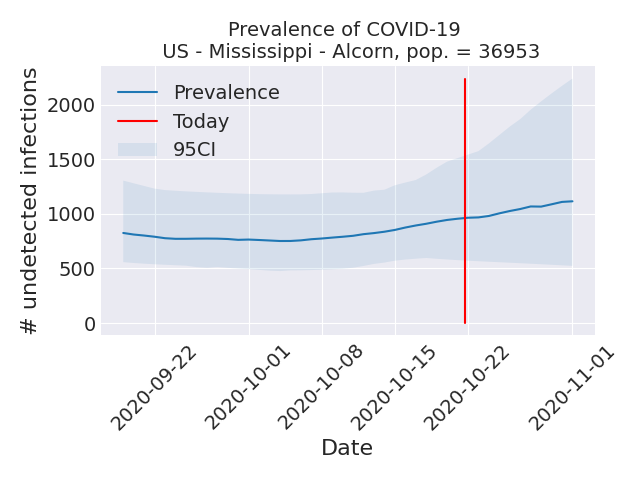 Prevalence of COVID-19
US - Mississippi - Alcorn, pop. = 36953
# undetected infections
2000
1500
1000
500
0
Prevalence
Today
95CI
2020-09-22
2020-10-01
2020-10-08
2020-10-15
2020-10-22
2020-11-01
Date